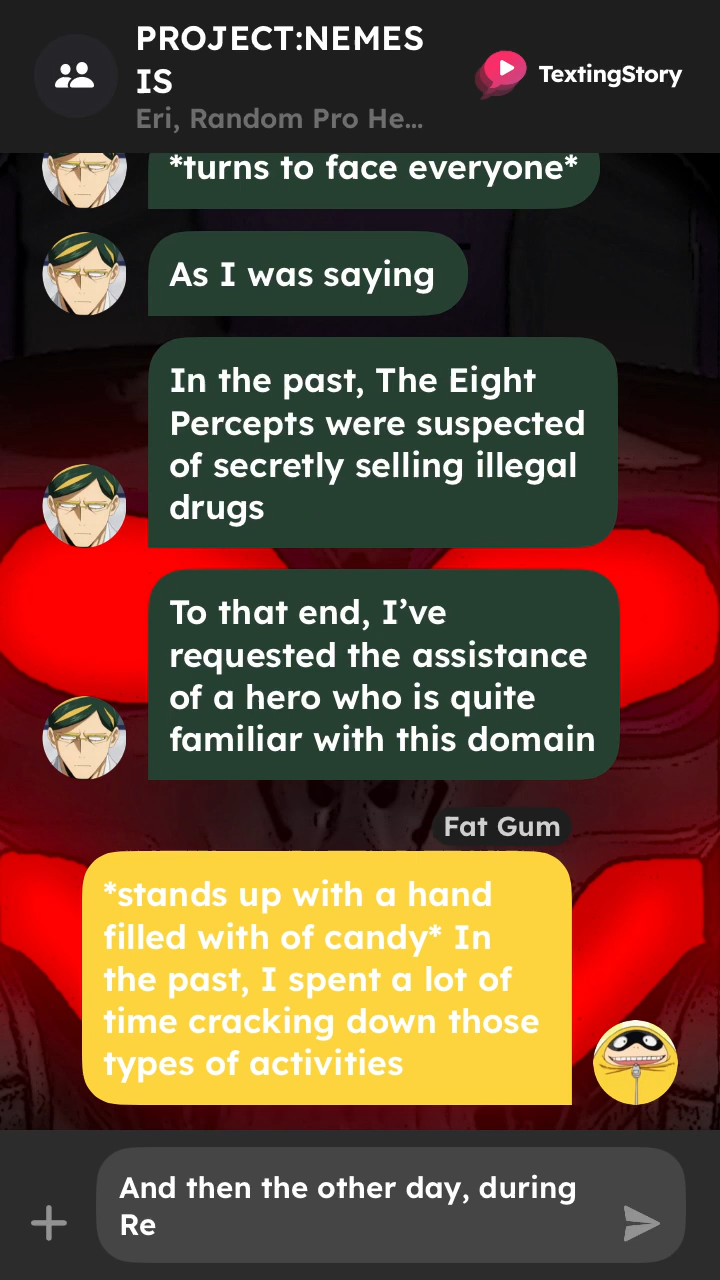 PROJECT:NEMES
IS
Eri, Random Pro He...
TextingStory
*turns to face everyone*
As I was saying
In the past, The Eight
Percepts were suspected
of secretly selling illegal
drugs
To that end, I’ve
requested the assistance
of a hero who is quite
familiar with this domain
Fat Gum
*stands up with a hand
filled with of candy* In
the past, I spent a lot of
time cracking down those
types of activities
And then the other day, during
Re